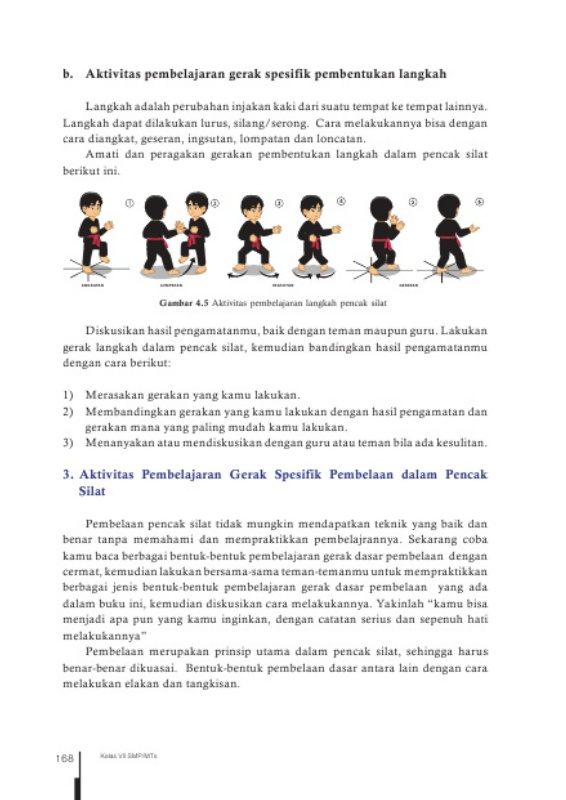 b. Aktivitas pembelajaran gerak spesifik pembentukan langkah
Langkah adalah perubahan injakan kaki dari suatu tempat ke tempat lainnya.
Langkah dapat dilakukan lurus, silang/serong. Cara melakukannya bisa dengan
cara diangkat, geseran, ingsutan, lompatan dan loncatan.
Amati dan peragakan gerakan pembentukan langkah dalam pencak silat
berikut ini.
1 2 3 4 5 6
Gambar 4.5 Aktivitas pembelajaran langkah pencak silat
Diskusikan hasil pengamatanmu, baik dengan teman maupun guru. Lakukan
gerak langkah dalam pencak silat, kemudian bandingkan hasil pengamatanmu
dengan cara berikut:
1) Merasakan gerakan yang kamu lakukan.
2) Membandingkan gerakan yang kamu lakukan dengan hasil pengamatan dan
gerakan mana yang paling mudah kamu lakukan.
3) Menanyakan atau mendiskusikan dengan guru atau teman bila ada kesulitan.
3. Aktivitas Pembelajaran Gerak Spesifik Pembelaan dalam Pencak
Silat
Pembelaan pencak silat tidak mungkin mendapatkan teknik yang baik dan
benar tanpa memahami dan mempraktikkan pembelajrannya. Sekarang coba
kamu baca berbagai bentuk-bentuk pembelajaran gerak dasar pembelaan dengan
cermat, kemudian lakukan bersama-sama teman-temanmu untuk mempraktikkan
berbagai jenis bentuk-bentuk pembelajaran gerak dasar pembelaan yang ada
dalam buku ini, kemudian diskusikan cara melakukannya. Yakinlah “kamu bisa
menjadi apa pun yang kamu inginkan, dengan catatan serius dan sepenuh hati
melakukannya”
Pembelaan merupakan prinsip utama dalam pencak silat, sehingga harus
benar-benar dikuasai. Bentuk-bentuk pembelaan dasar antara lain dengan cara
melakukan elakan dan tangkisan.
168 Kelas VII SMP/MTs